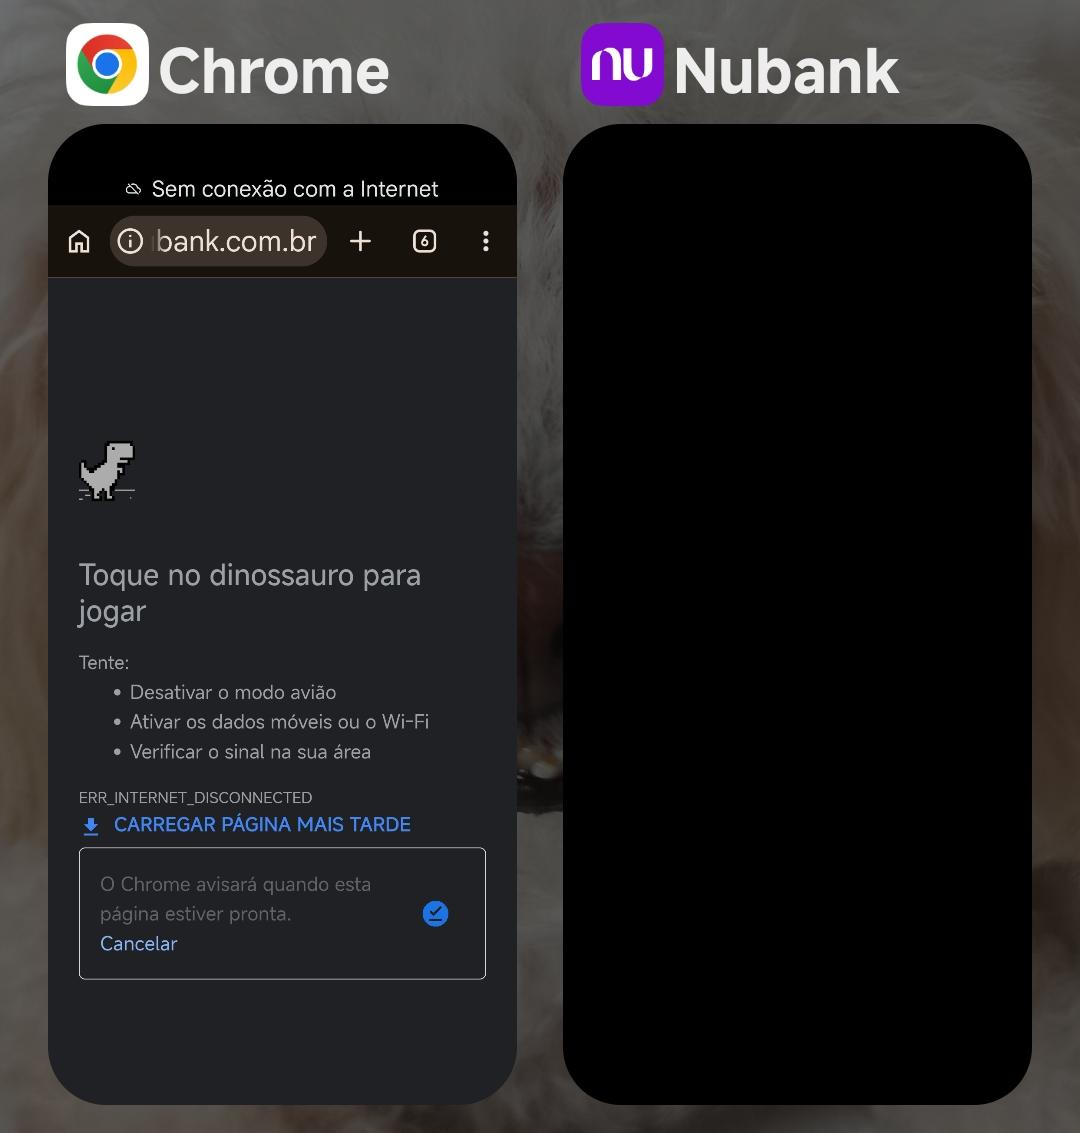 Chrome
nu Nubank
Sem conexão com a Internet
bank.com.br
6
Toque no dinossauro para
jogar
Tente:
• Desativar o modo avião
• Ativar os dados móveis ou o Wi-Fi
• Verificar o sinal na sua área
ERR_INTERNET_DISCONNECTED
CARREGAR PÁGINA MAIS TARDE
O Chrome avisará quando esta
página estiver pronta.
Cancelar